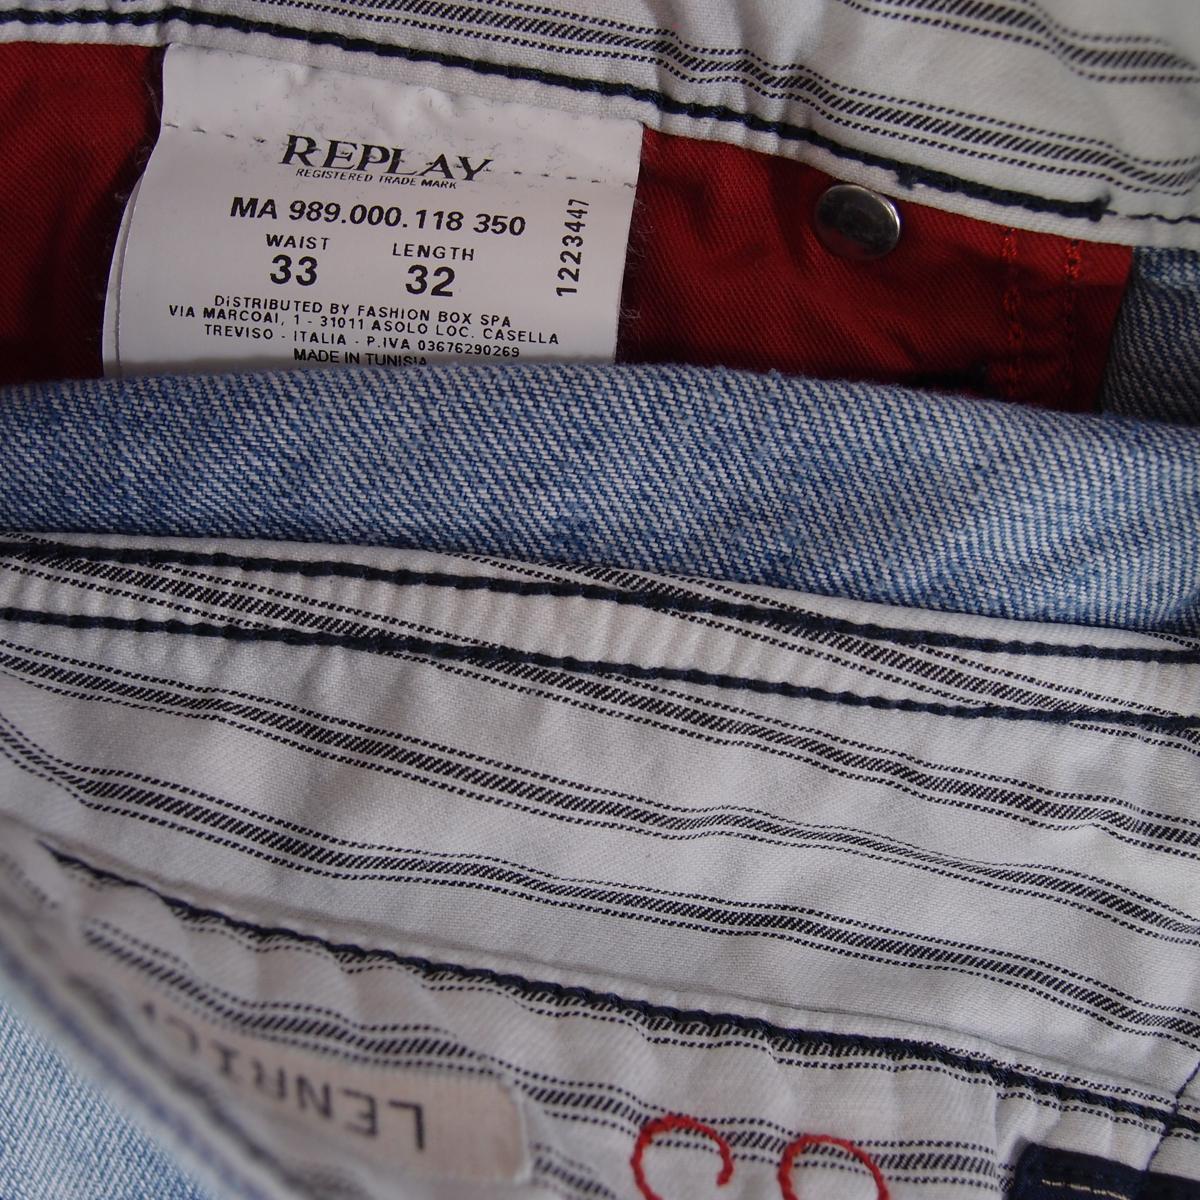 REPLAY
REGISTERED TRADE MARK
MA 989.000.118 350
WAIST LENGTH
33 32
1223447
DISTRIBUTED BY FASHION BOX SPA
VIA MARCOAI, 1 - 31011 ASOLO LOC. CASELLA
TREVISO - ITALIA - P.IVA 03676290269
MADE IN TUNISIA